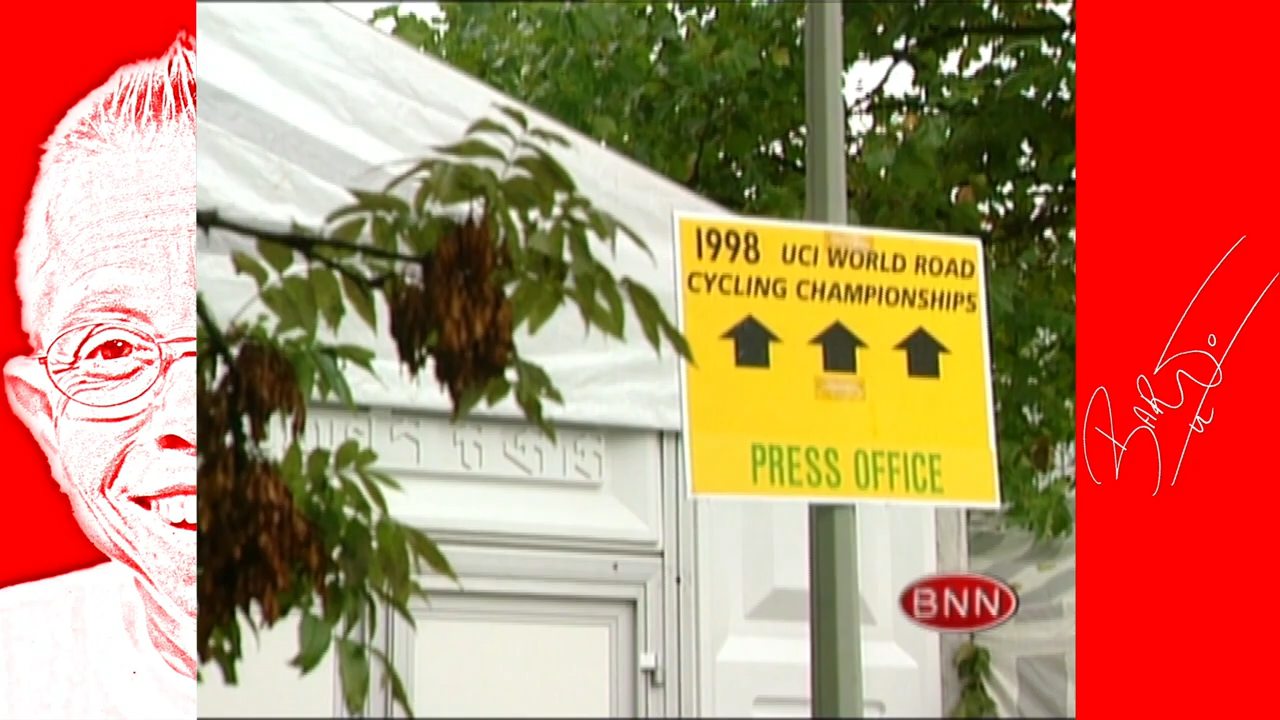 1998 UCI WORLD ROAD
CYCLING CHAMPIONSHIPS
PRESS OFFICE
BNN